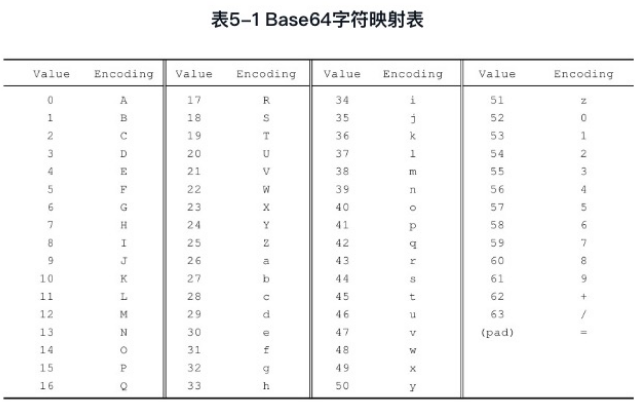 表5-1 Base64字符映射表
Value Encoding Value Encoding Value Encoding Value Encoding
0 A 17 R 34 i 51 z
1 B 18 S 35 j 52 0
2 C 19 T 36 k 53 1
3 D 20 U 37 l 54 2
4 E 21 V 38 m 55 3
5 F 22 W 39 n 56 4
6 G 23 X 40 o 57 5
7 H 24 Y 41 p 58 6
8 I 25 Z 42 q 59 7
9 J 26 a 43 r 60 8
10 K 27 b 44 s 61 9
11 L 28 c 45 t 62 +
12 M 29 d 46 u 63 /
13 N 30 e 47 v (pad) =
14 O 31 f 48 w
15 P 32 g 49 x
16 Q 33 h 50 y